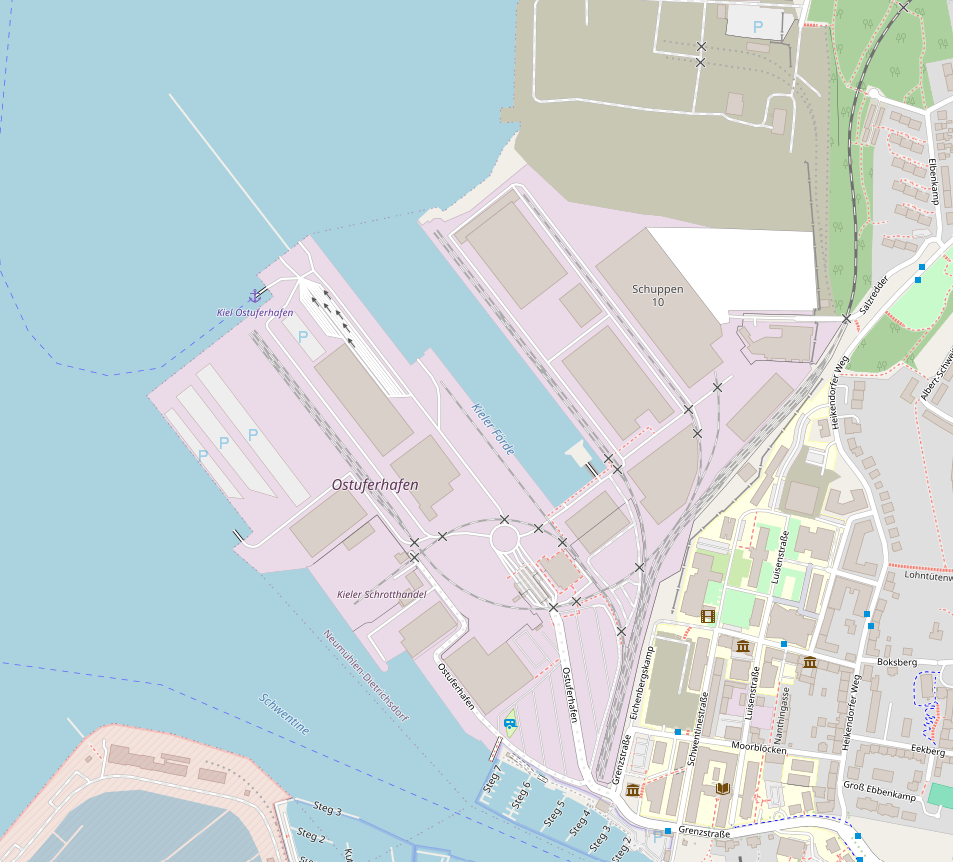 P
Elbenkamp
Salzredder
Schuppen
10
Kiel-Ostuferhafen
P
Kieler Förde
Heikendorfer Weg
P
P
P
Ostuferhafen
Luisenstraße
Kieler Schrotthandel
Neumühlen-Dietrichsdorf
Boksberg
Eichenbergskamp
Luisenstraße
Nanthingasse
Heikendorfer Weg
Ostuferhafen
Ostuferhafen
Schwentine
Schwentinestraße
Moorblöcken
Eekberg
Grenzstraße
Groß Ebbenkamp
Steg 7
Steg 6
Steg 5
Steg 4
Steg 3
Steg 2
Steg 3
Steg 2
Grenzstraße
P